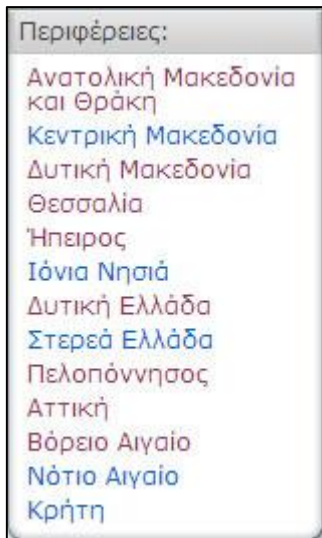 Περιφέρειες:
Ανατολική Μακεδονία
και Θράκη
Κεντρική Μακεδονία
Δυτική Μακεδονία
Θεσσαλία
Ήπειρος
Ιόνια Νησιά
Δυτική Ελλάδα
Στερεά Ελλάδα
Πελοπόννησος
Αττική
Βόρειο Αιγαίο
Νότιο Αιγαίο
Κρήτη